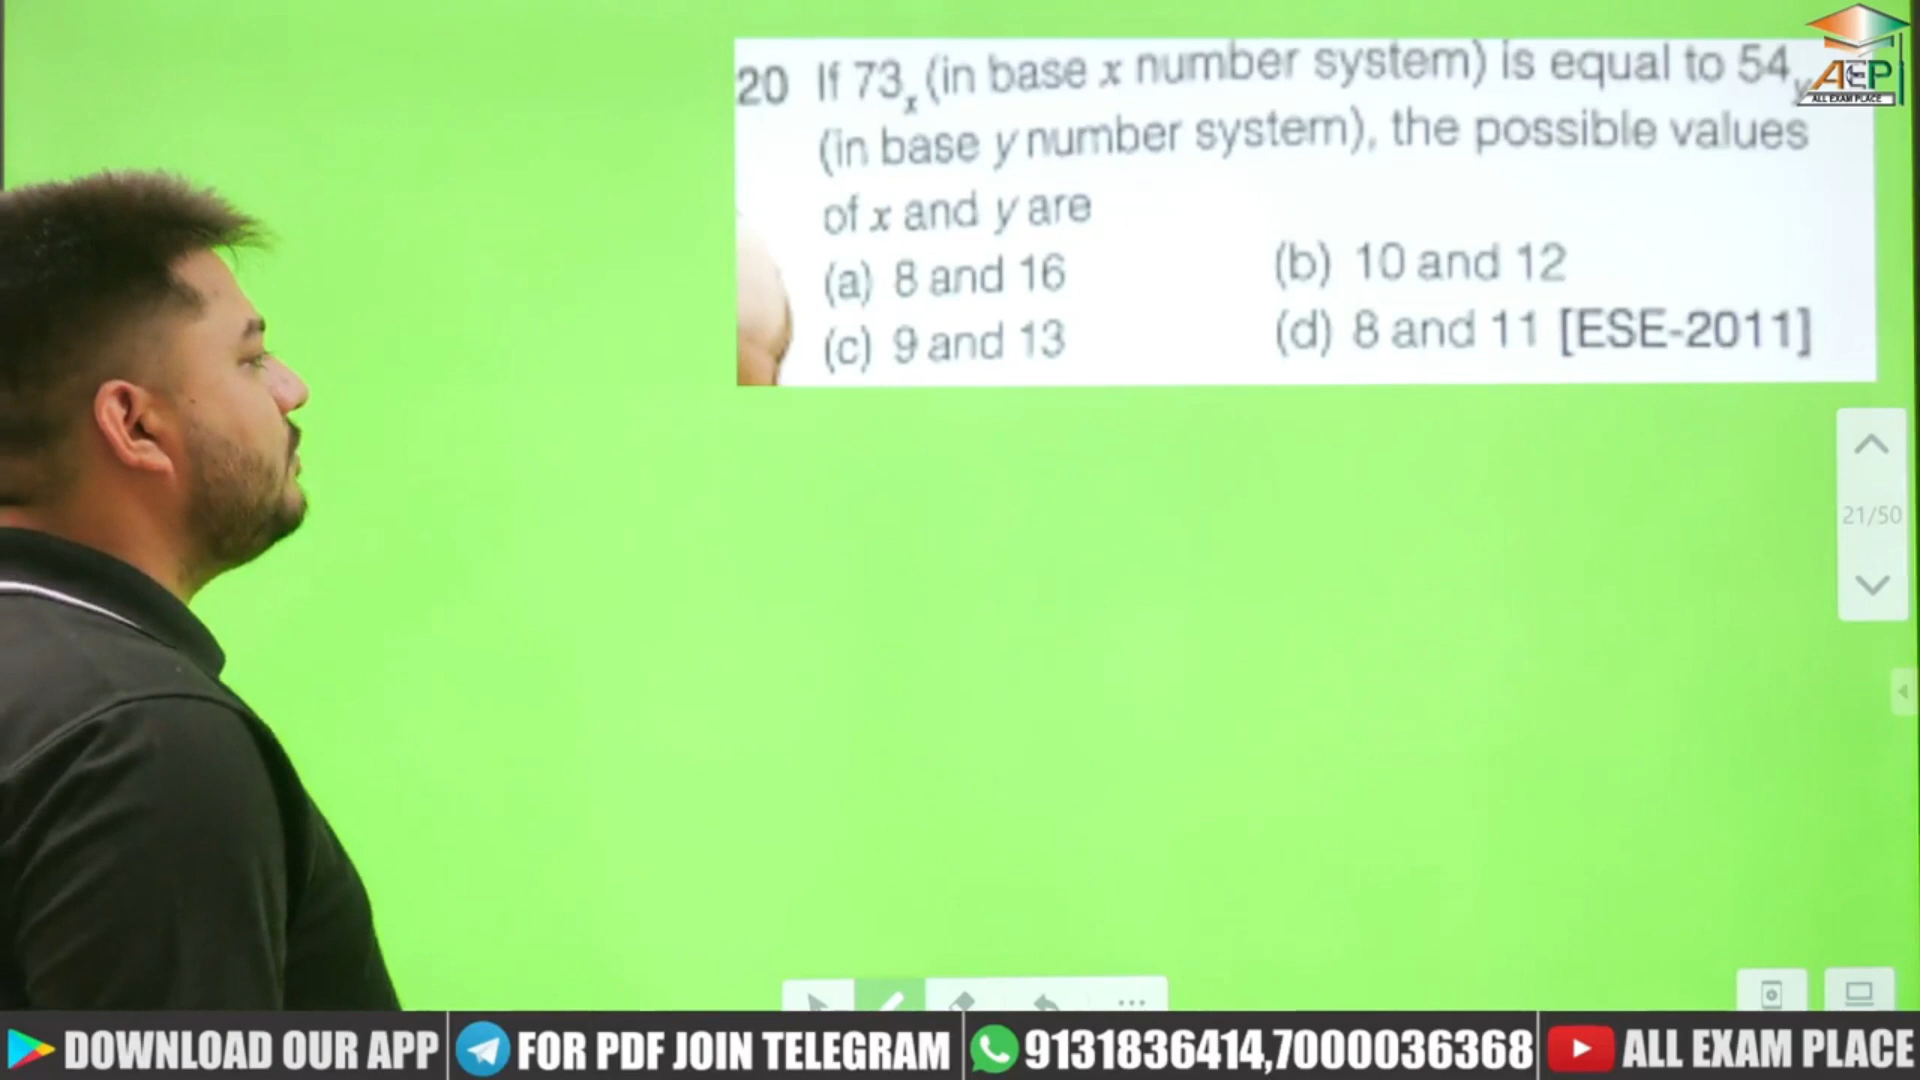 20 If 73x (in base x number system) is equal to 54y
(in base y number system), the possible values
of x and y are
(a) 8 and 16 (b) 10 and 12
(c) 9 and 13 (d) 8 and 11 [ESE-2011]
AEP
ALL EXAM PLACE
21/50
DOWNLOAD OUR APP FOR PDF JOIN TELEGRAM 9131836414,7000036368 ALL EXAM PLACE